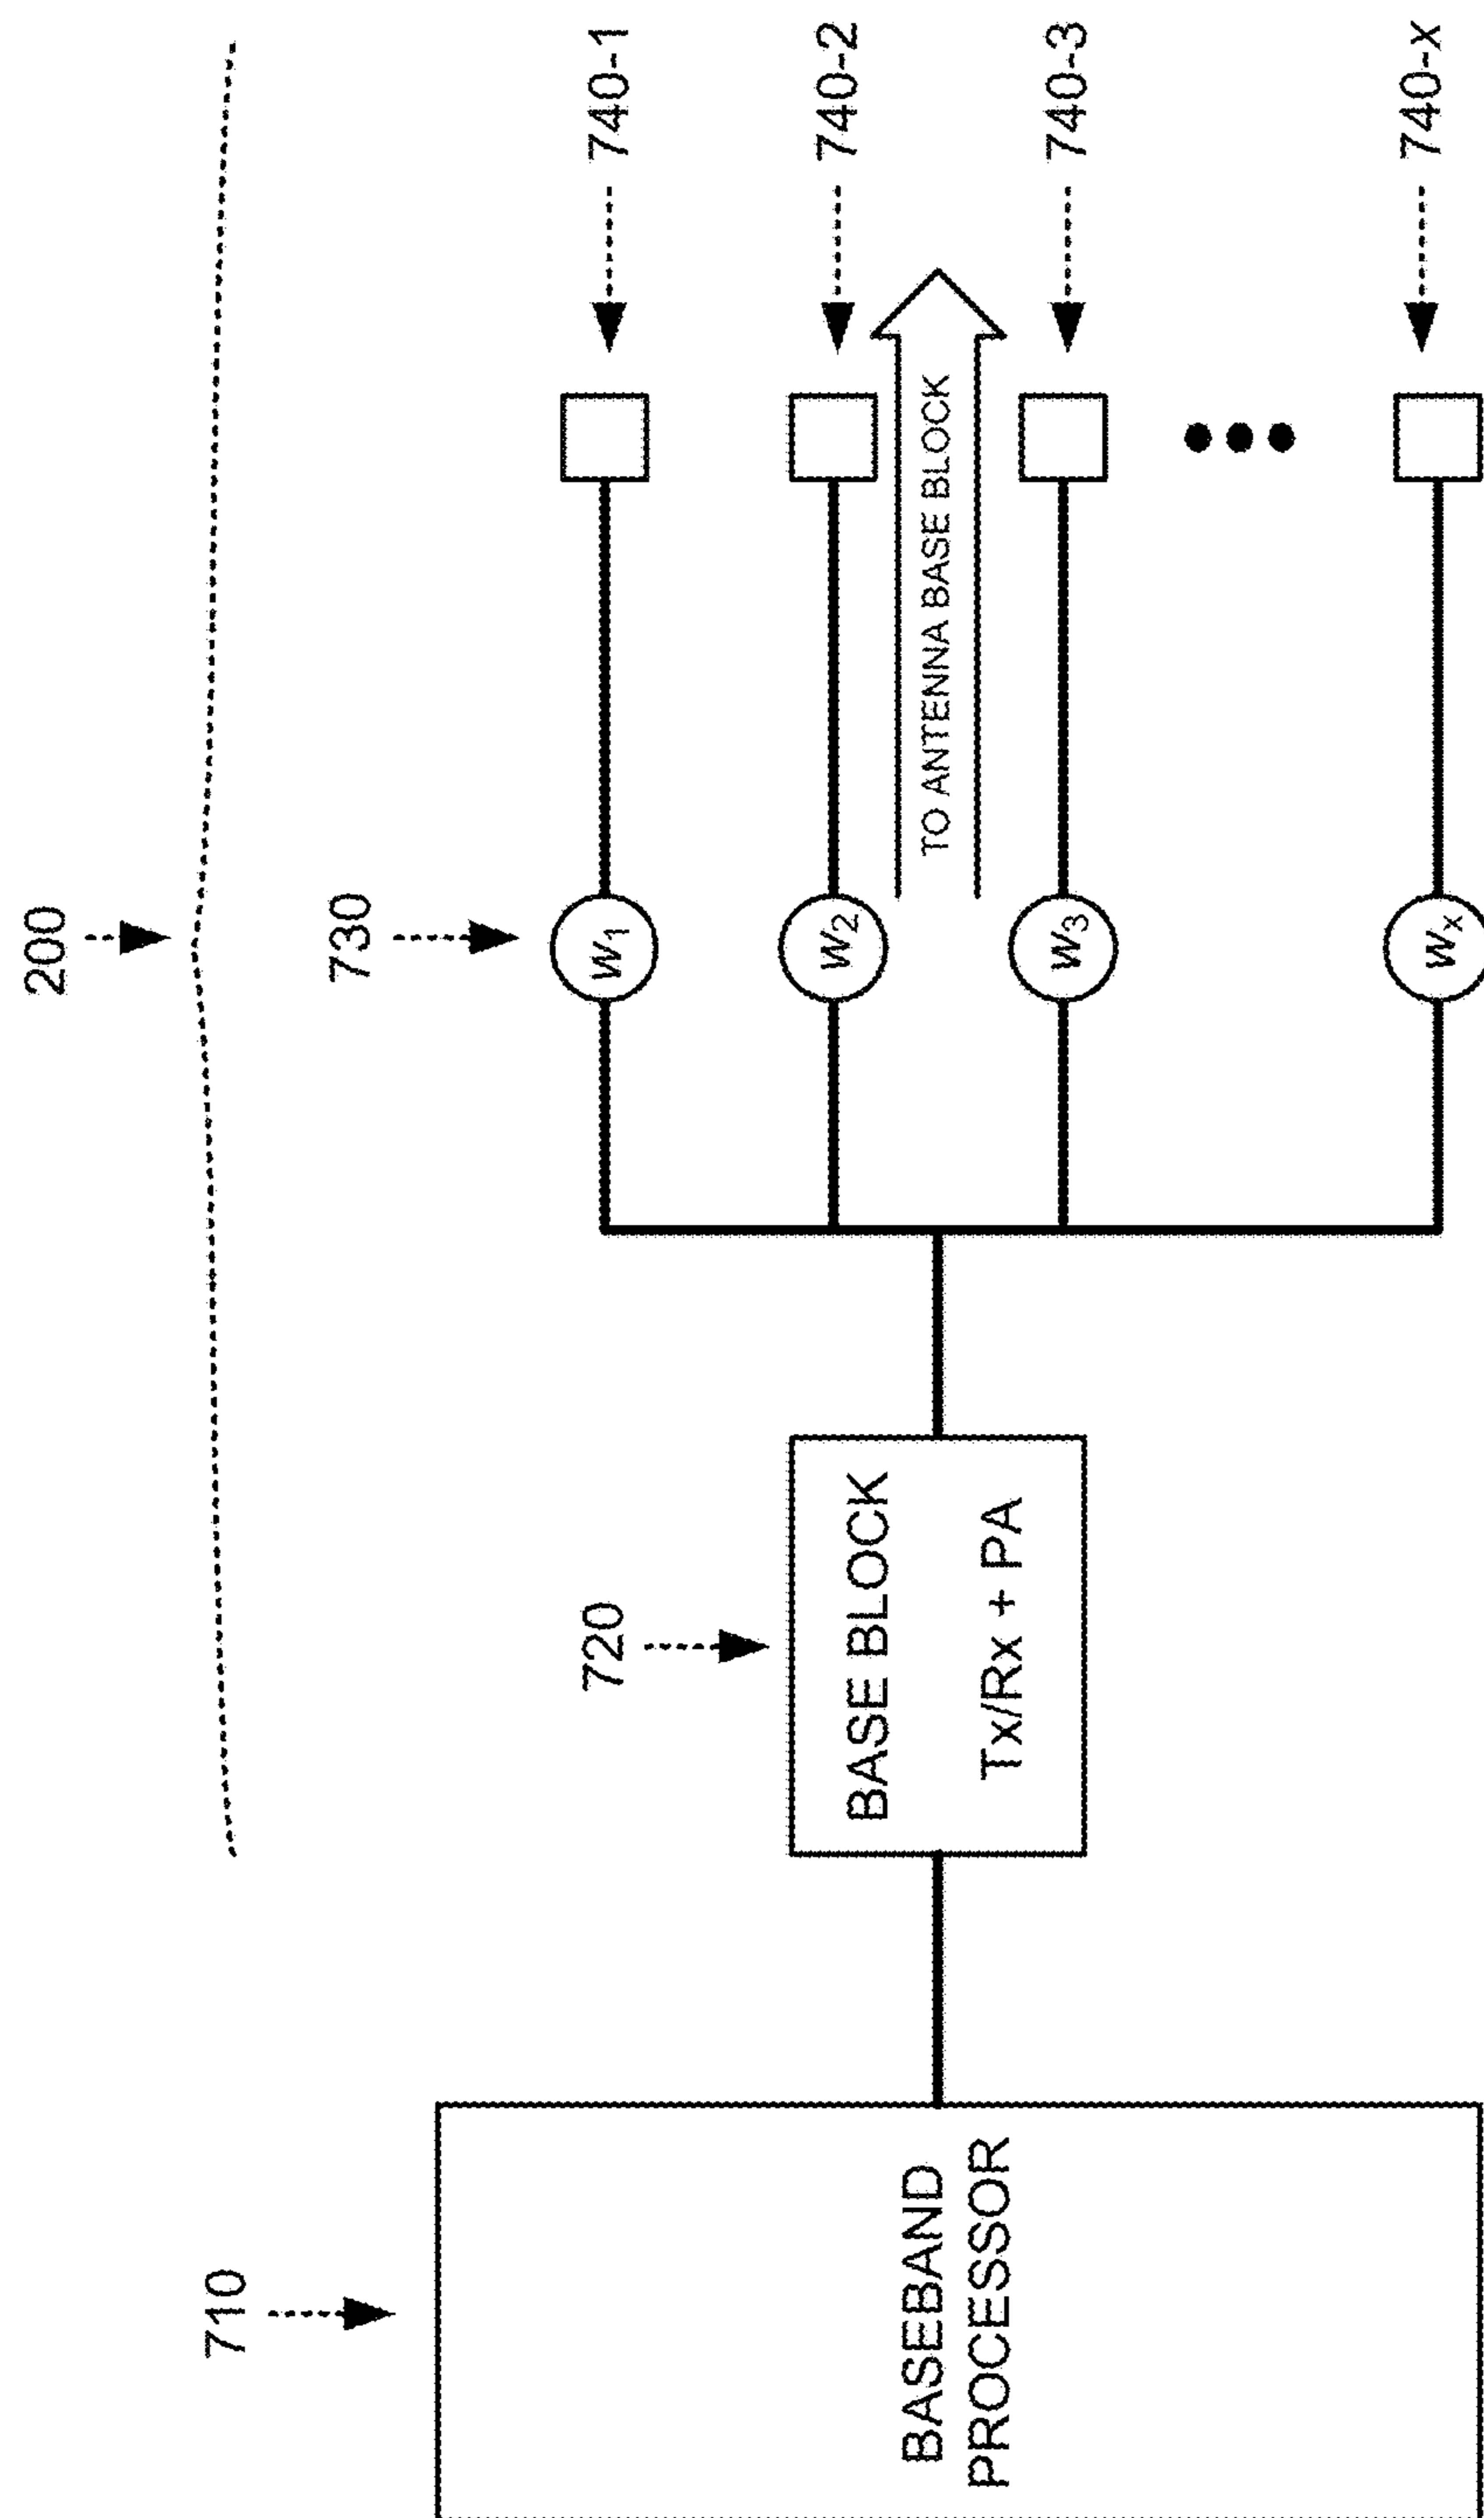 200
710
BASEBAND
PROCESSOR
720
BASE BLOCK
Tx/Rx + PA
730
w1
w2
w3
wx
TO ANTENNA BASE BLOCK
740-1
740-2
740-3
740-x